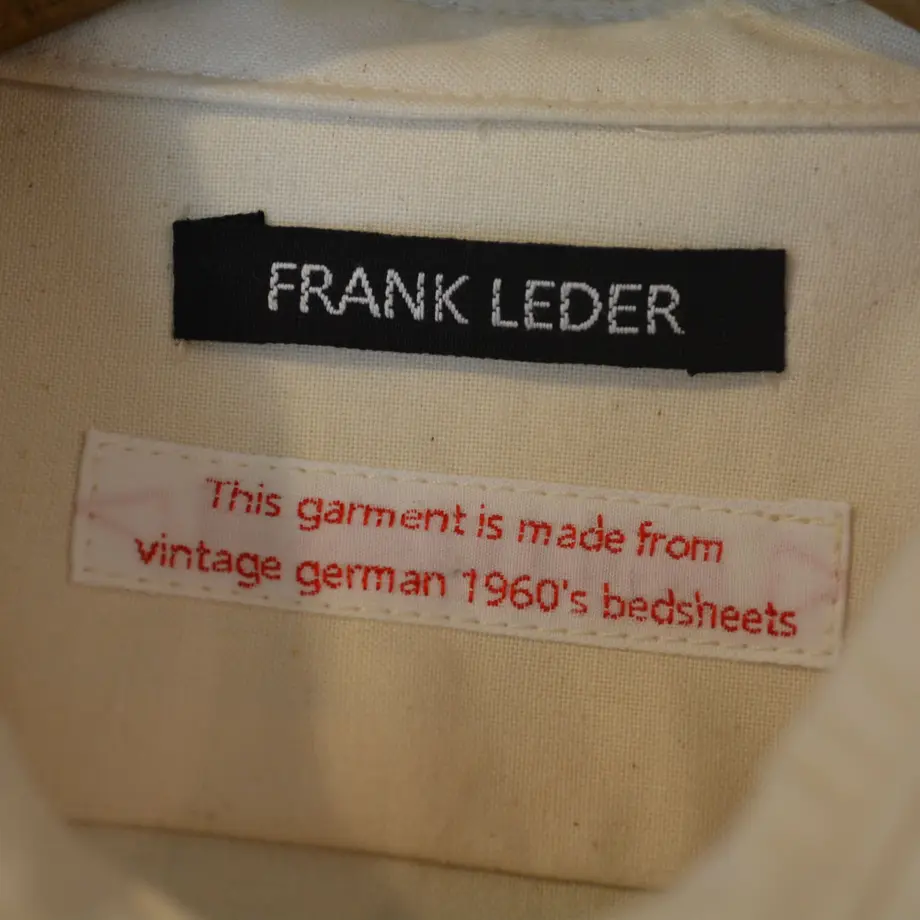 FRANK LEDER
This garment is made from
vintage german 1960's bedsheets